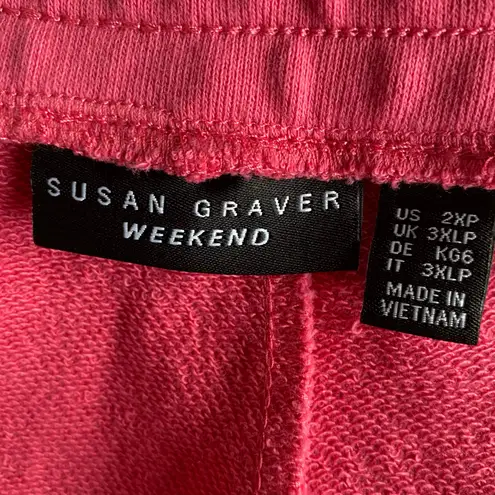 SUSAN GRAVER
WEEKEND
US 2XP
UK 3XLP
DE KG6
IT 3XLP
MADE IN
VIETNAM